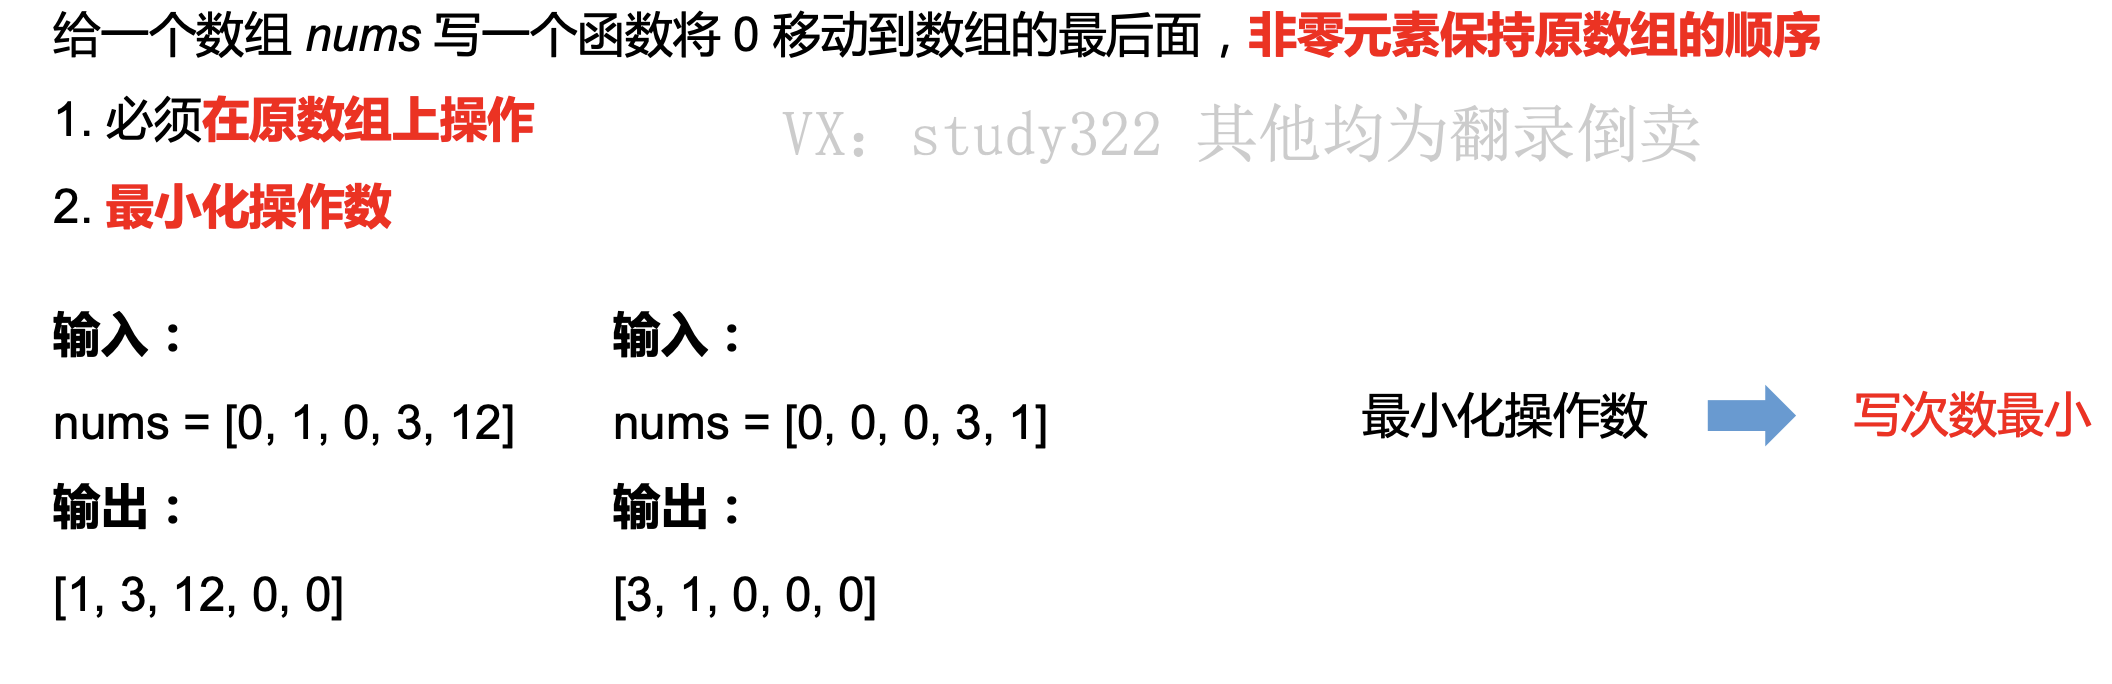 给一个数组 nums 写一个函数将 0 移动到数组的最后面，非零元素保持原数组的顺序
1. 必须在原数组上操作
VX：study322 其他均为翻录倒卖
2. 最小化操作数
输入： 输入：
nums = [0, 1, 0, 3, 12] nums = [0, 0, 0, 3, 1] 最小化操作数 写次数最小
输出： 输出：
[1, 3, 12, 0, 0] [3, 1, 0, 0, 0]